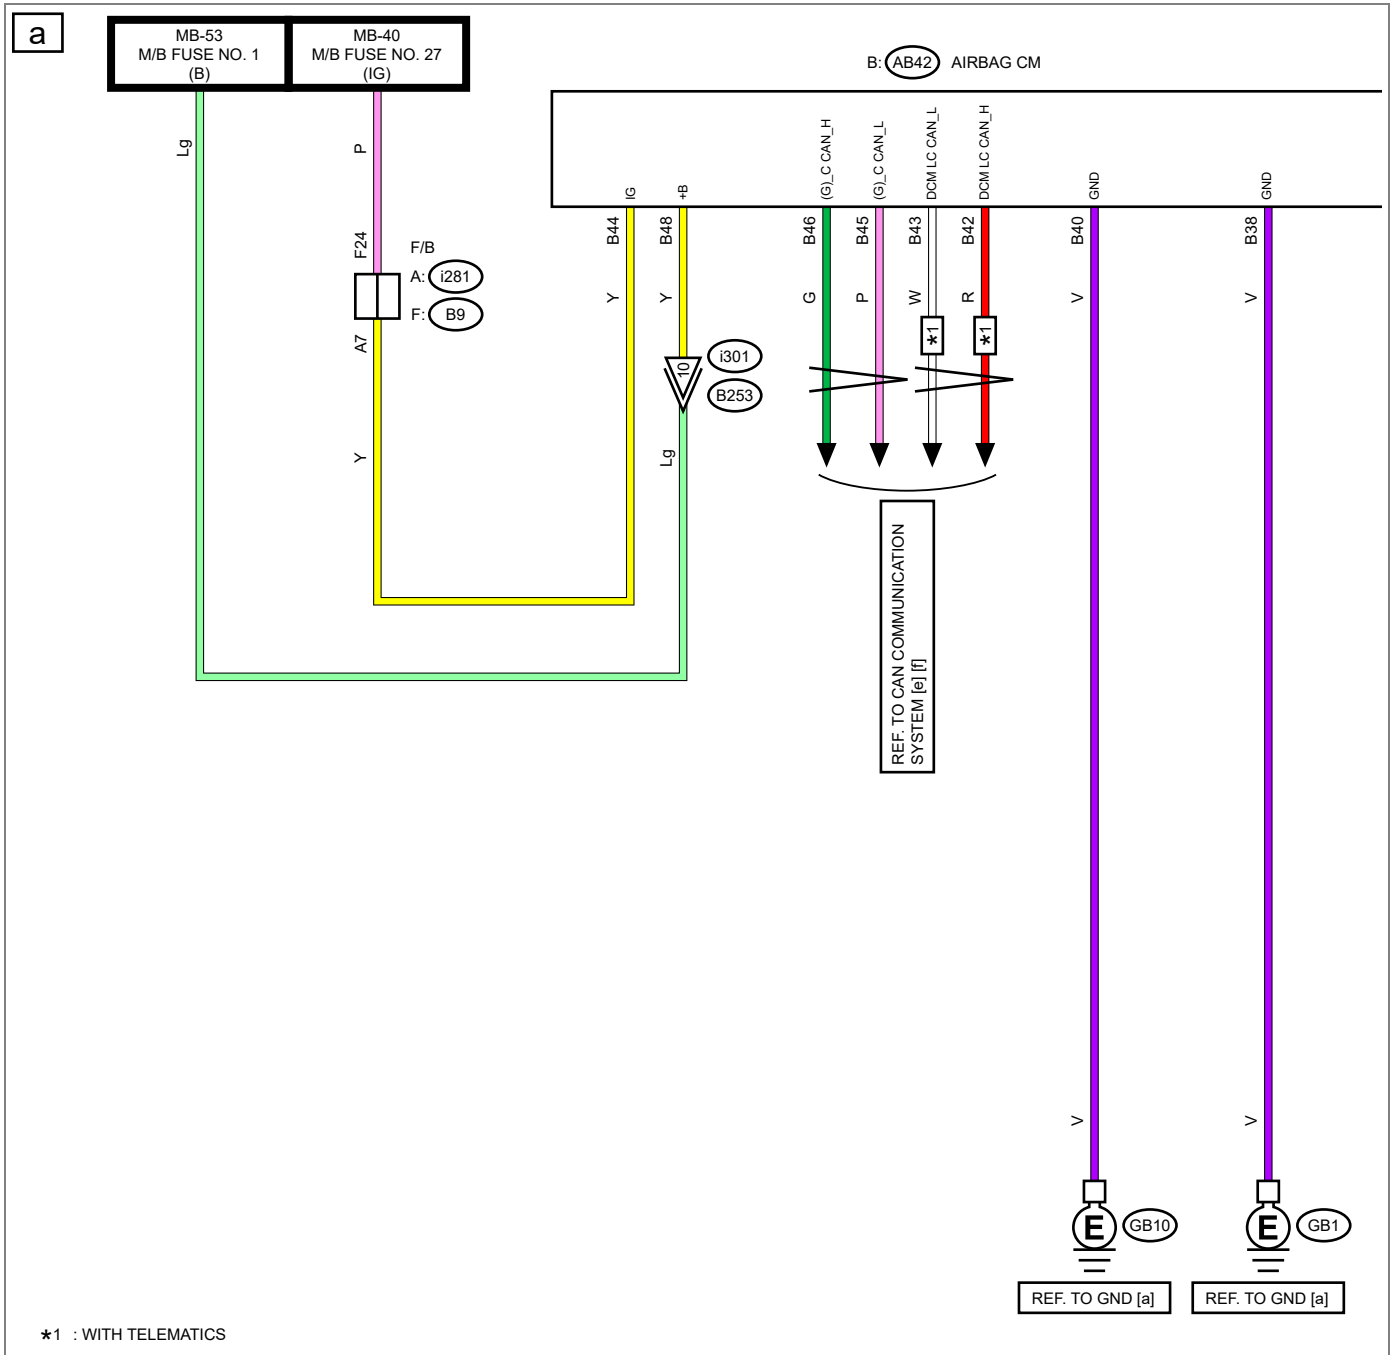 a
MB-53
M/B FUSE NO. 1
(B)
MB-40
M/B FUSE NO. 27
(IG)
B: AB42 AIRBAG CM
Lg
P
IG
+B
(G)_C CAN_H
(G)_C CAN_L
DCM LC CAN_L
DCM LC CAN_H
GND
GND
F24
B44
B48
B46
B45
B43
B42
B40
B38
F/B
A: i281
F: B9
Y
Y
G
P
W
R
V
V
*1
*1
A7
10
i301
B253
Y
Lg
REF. TO CAN COMMUNICATION
SYSTEM [e] [f]
V
V
E
GB10
E
GB1
REF. TO GND [a]
REF. TO GND [a]
*1 : WITH TELEMATICS